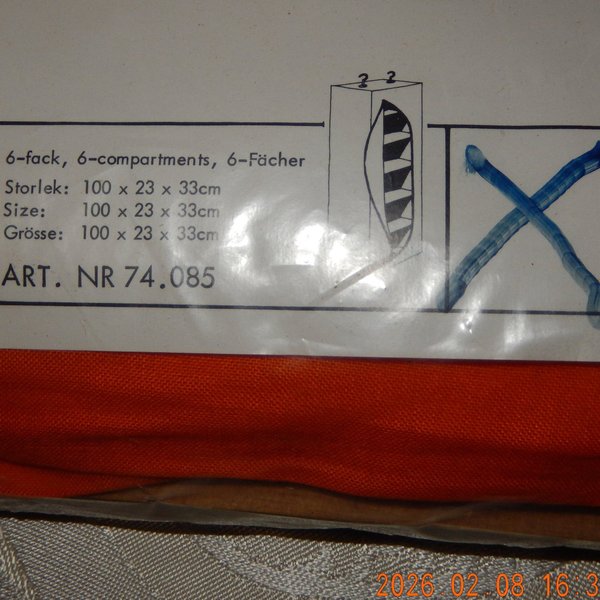 6-fack, 6-compartments, 6-Fächer
Storlek: 100 x 23 x 33cm
Size: 100 x 23 x 33cm
Grösse: 100 x 23 x 33cm
ART. NR 74.085
2026.02.08 16:3